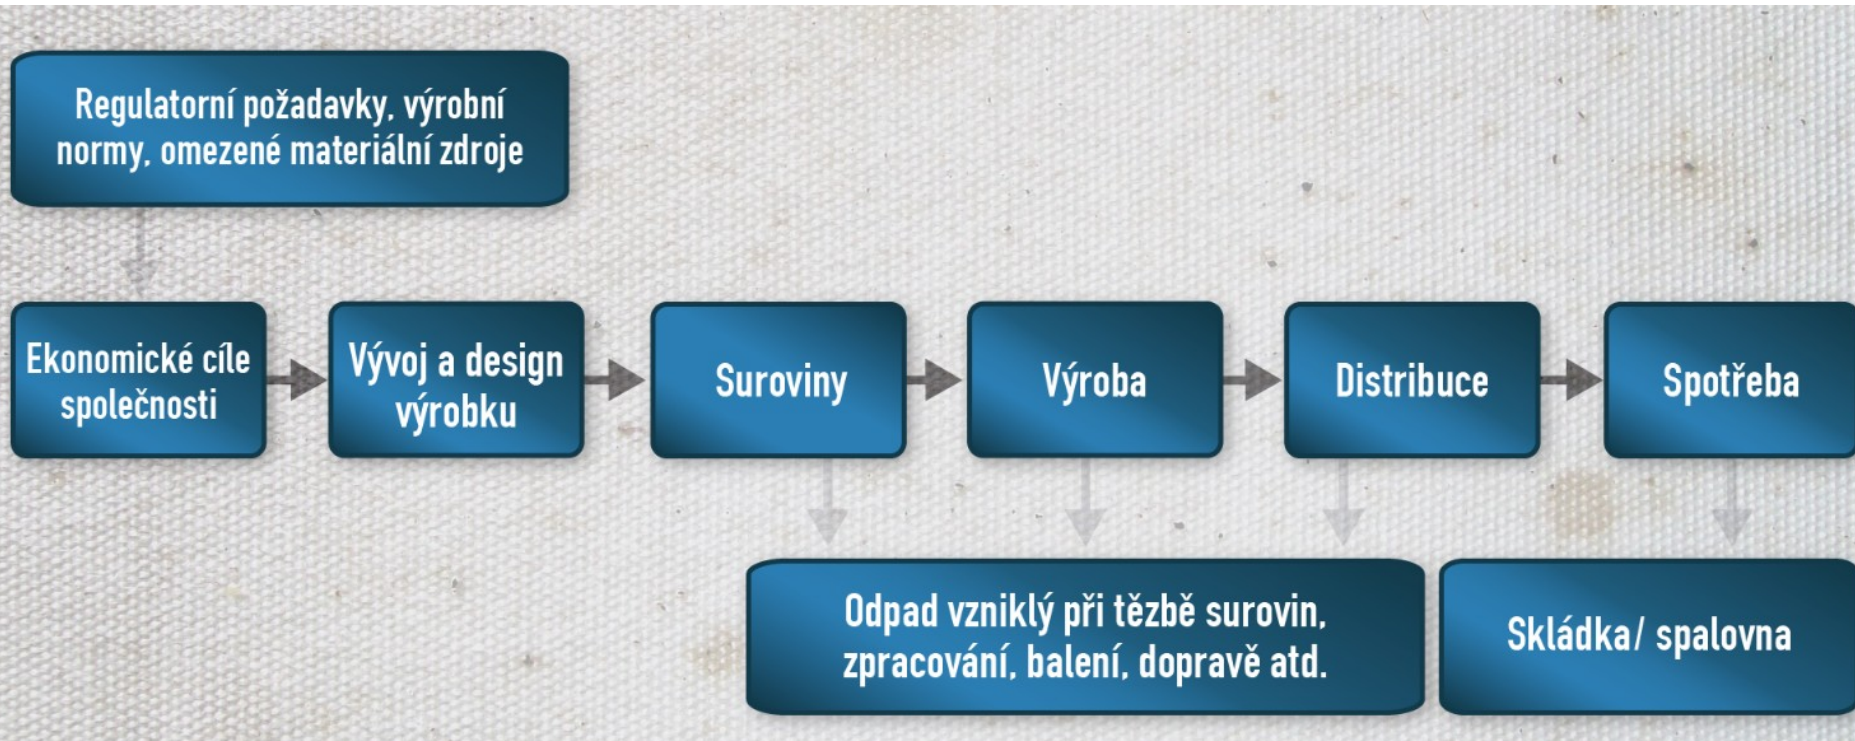 Regulatorní požadavky, výrobní
normy, omezené materiální zdroje
Ekonomické cíle
společnosti
Vývoj a design
výrobku
Suroviny
Výroba
Distribuce
Spotřeba
Odpad vzniklý při tězbě surovin,
zpracování, balení, dopravě atd.
Skládka/ spalovna